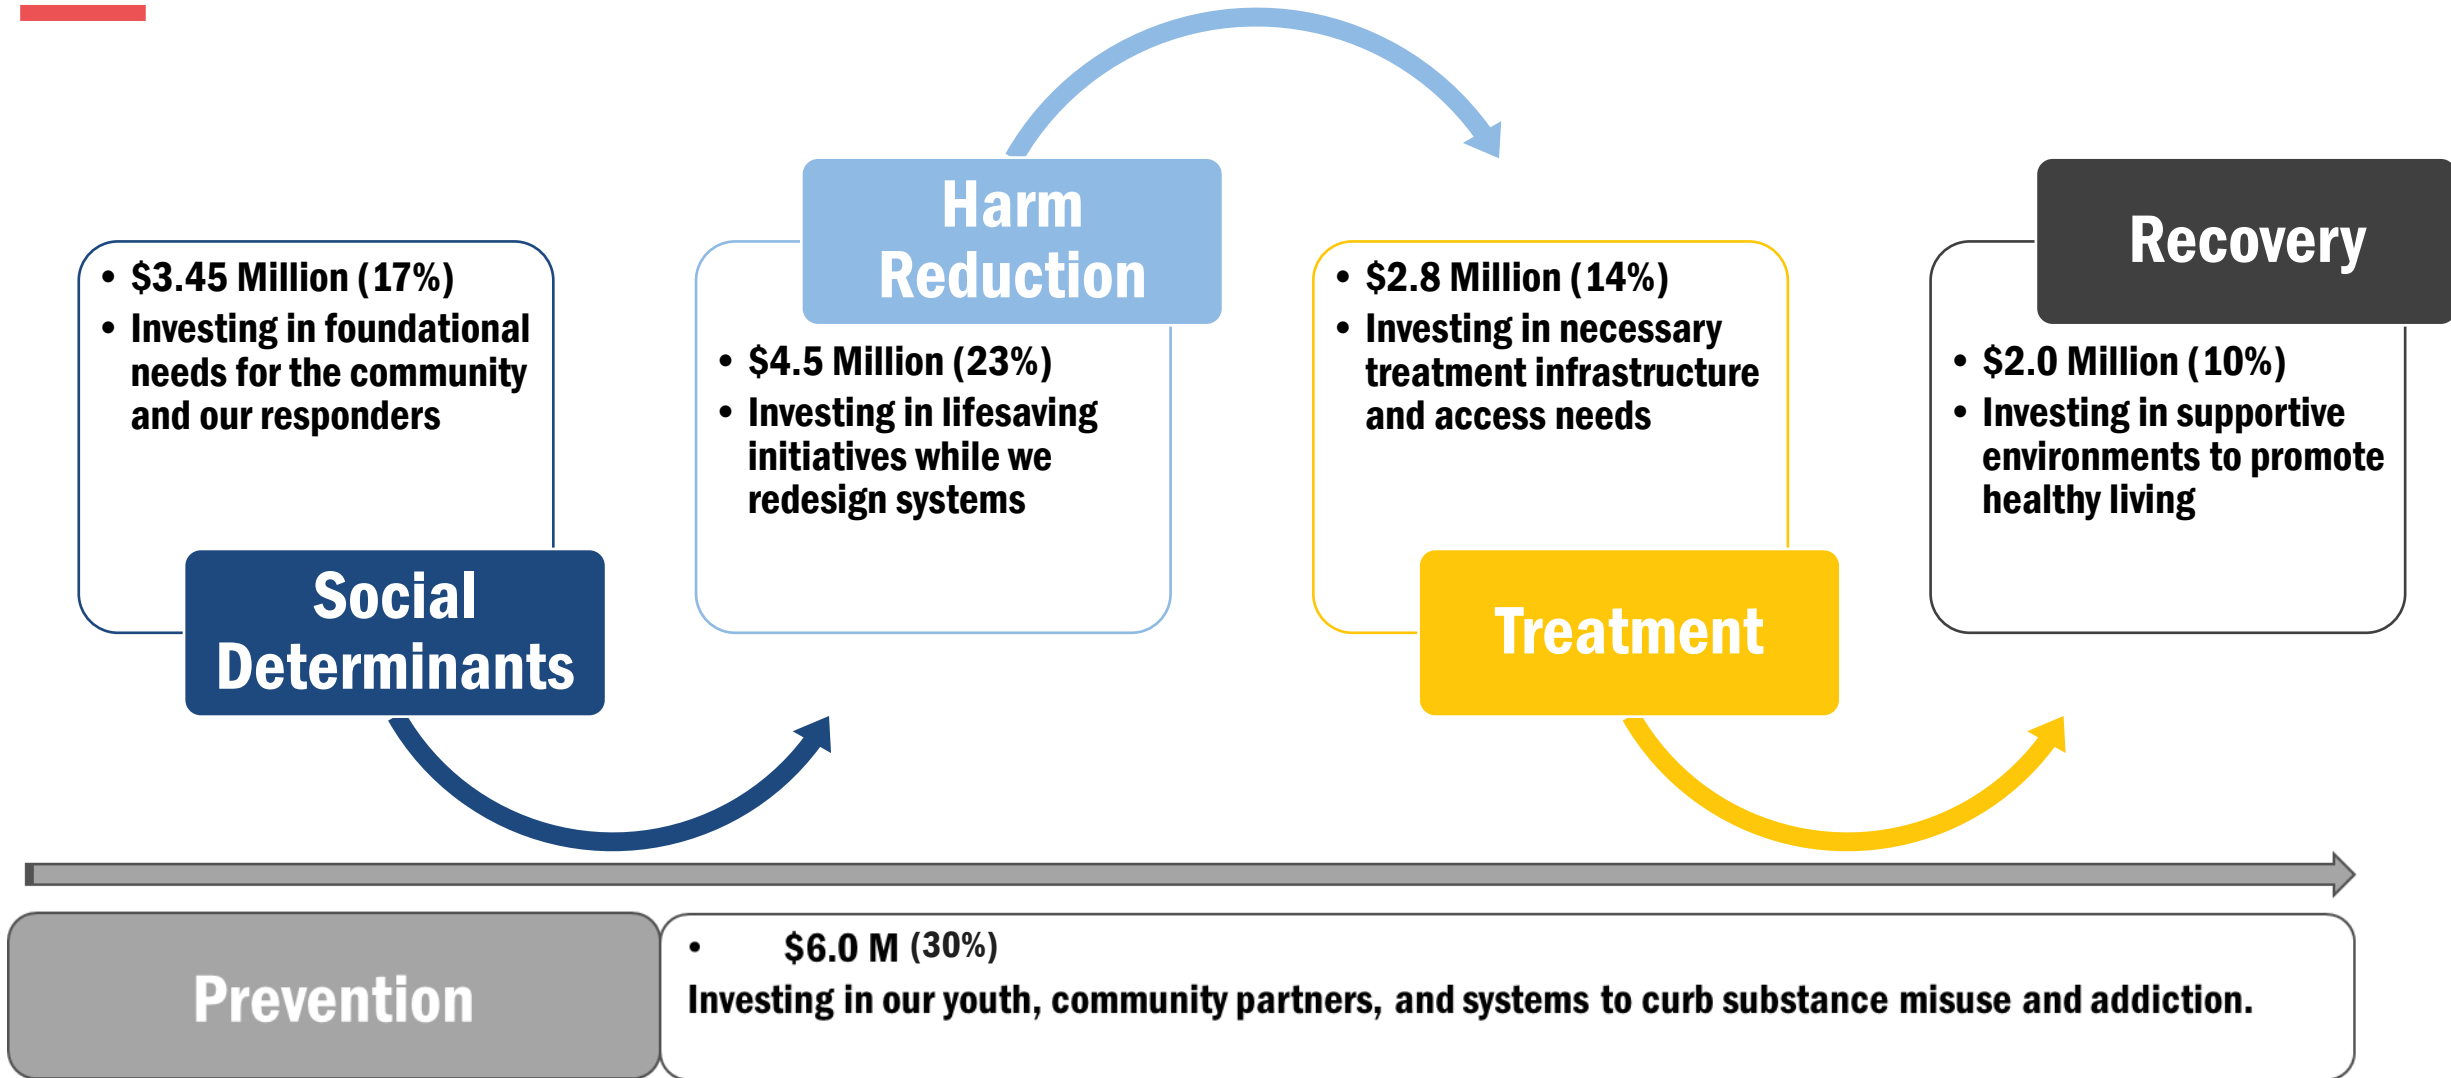 • $3.45 Million (17%)
• Investing in foundational
needs for the community
and our responders
Social
Determinants
Harm
Reduction
• $4.5 Million (23%)
• Investing in lifesaving
initiatives while we
redesign systems
• $2.8 Million (14%)
• Investing in necessary
treatment infrastructure
and access needs
Treatment
Recovery
• $2.0 Million (10%)
• Investing in supportive
environments to promote
healthy living
Prevention
• $6.0 M (30%)
Investing in our youth, community partners, and systems to curb substance misuse and addiction.